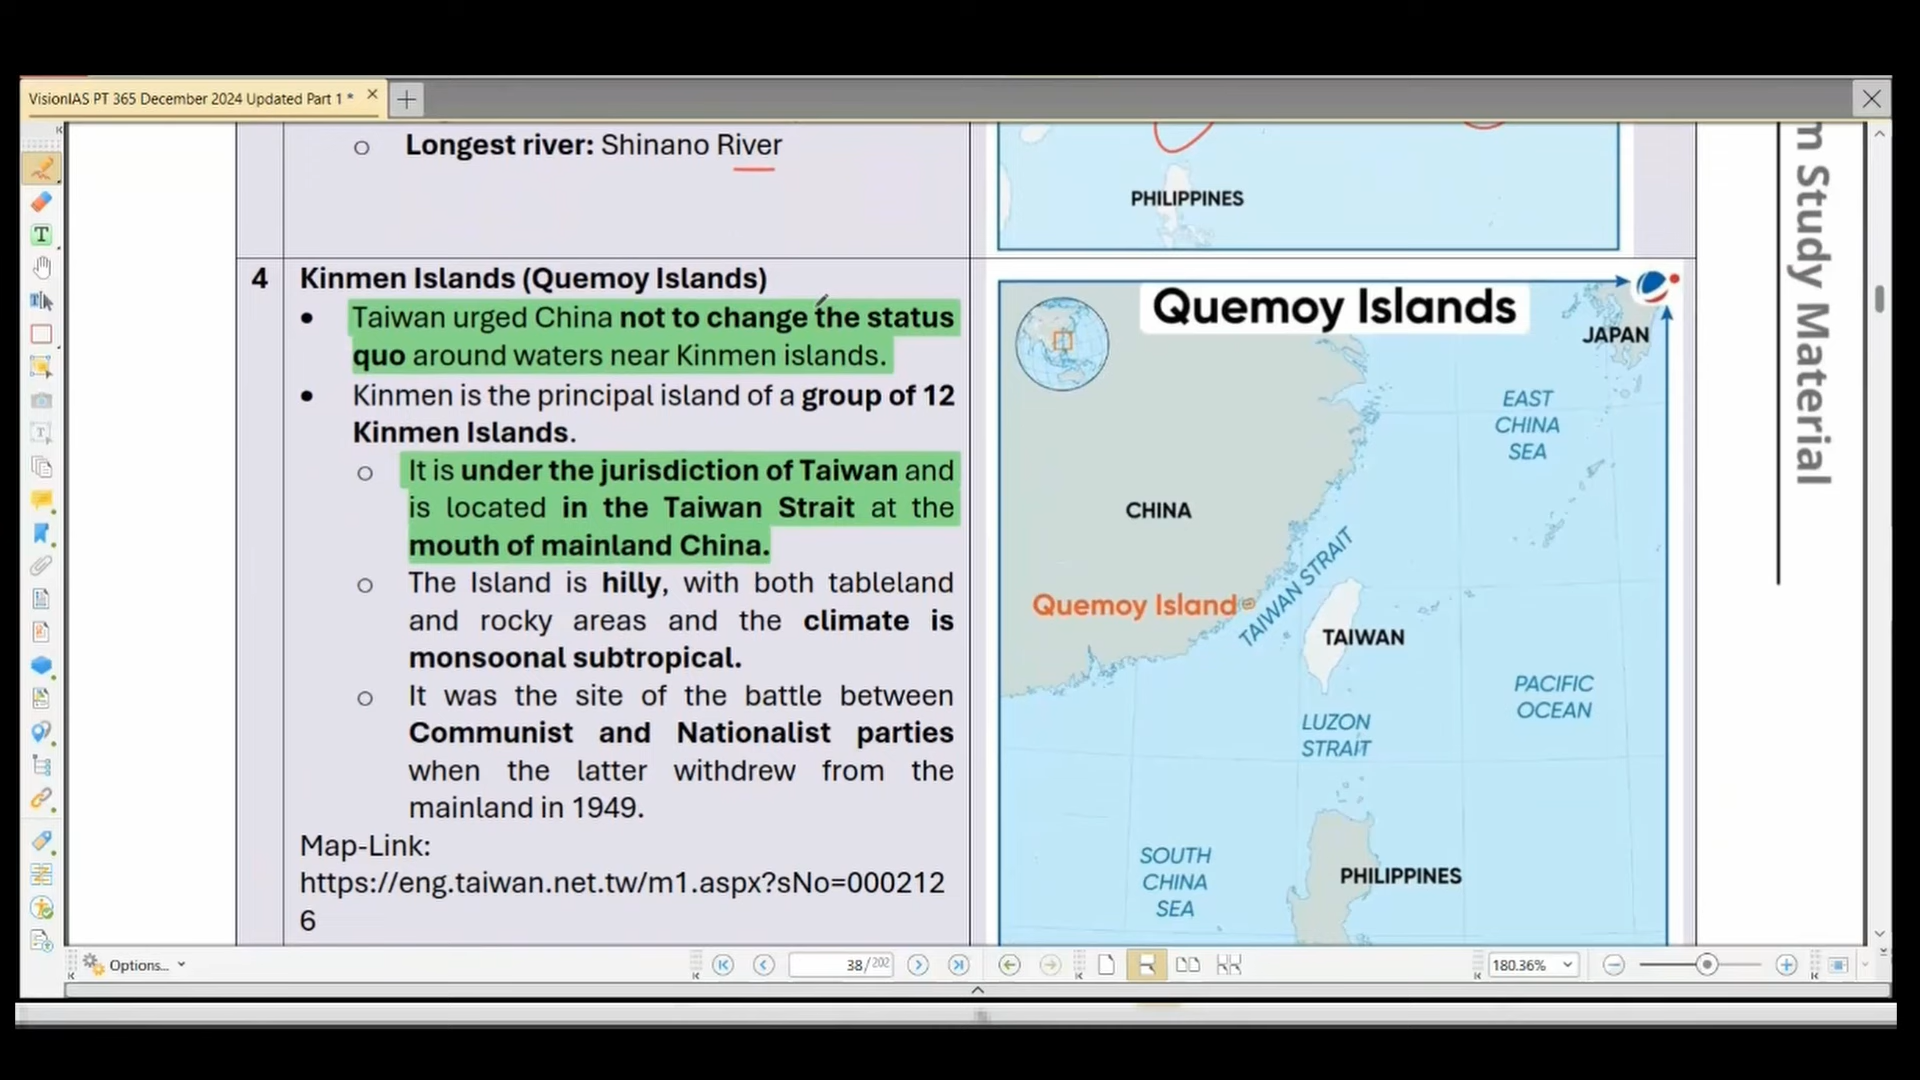 VisionIAS PT 365 December 2024 Updated Part 1 *
Longest river: Shinano River
PHILIPPINES
m Study Material
4 Kinmen Islands (Quemoy Islands)
Taiwan urged China not to change the status
quo around waters near Kinmen islands.
Kinmen is the principal island of a group of 12
Kinmen Islands.
It is under the jurisdiction of Taiwan and
is located in the Taiwan Strait at the
mouth of mainland China.
The Island is hilly, with both tableland
and rocky areas and the climate is
monsoonal subtropical.
It was the site of the battle between
Communist and Nationalist parties
when the latter withdrew from the
mainland in 1949.
Map-Link:
https://eng.taiwan.net.tw/m1.aspx?sNo=000212
6
Quemoy Islands
JAPAN
EAST
CHINA
SEA
CHINA
TAIWAN STRAIT
Quemoy Island
TAIWAN
PACIFIC
OCEAN
LUZON
STRAIT
SOUTH
CHINA
SEA
PHILIPPINES
Options...
38 / 202
180.36%